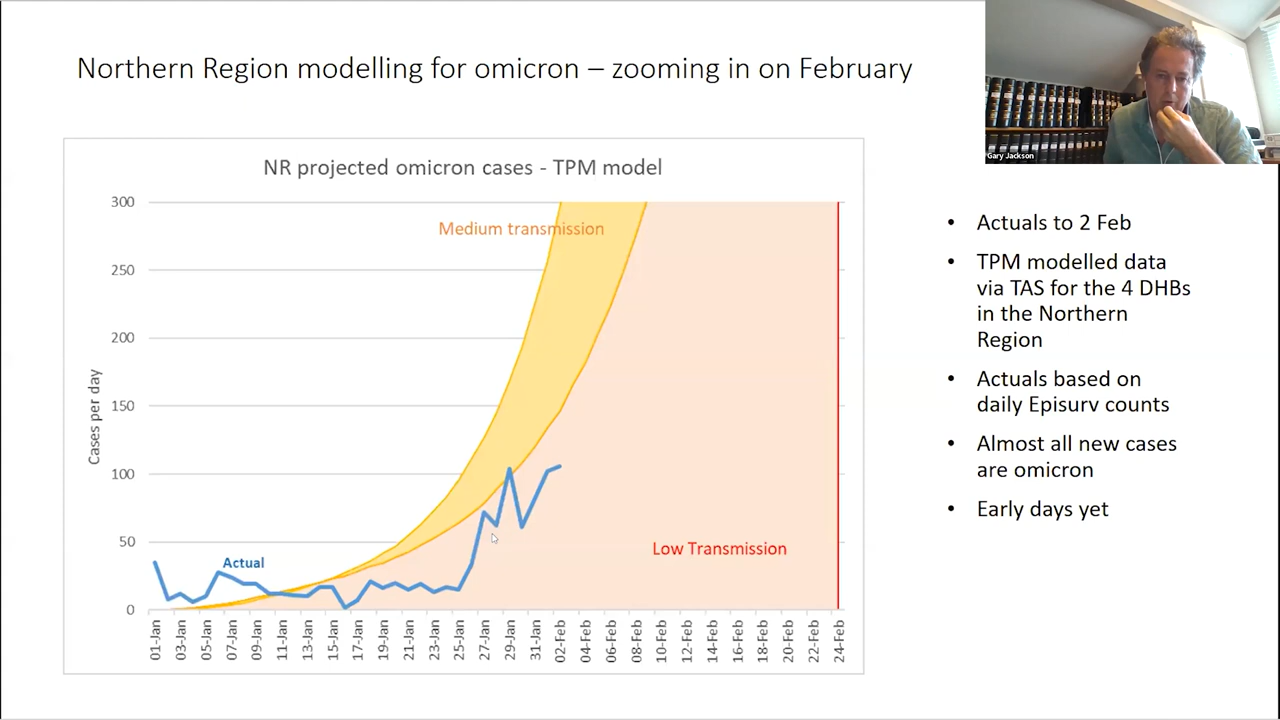 Northern Region modelling for omicron – zooming in on February
Gary Jackson
NR projected omicron cases - TPM model
300
250
200
150
100
50
0
Cases per day
Medium transmission
Actual
Low Transmission
01-Jan
03-Jan
05-Jan
07-Jan
09-Jan
11-Jan
13-Jan
15-Jan
17-Jan
19-Jan
21-Jan
23-Jan
25-Jan
27-Jan
29-Jan
31-Jan
02-Feb
04-Feb
06-Feb
08-Feb
10-Feb
12-Feb
14-Feb
16-Feb
18-Feb
20-Feb
22-Feb
24-Feb
• Actuals to 2 Feb
• TPM modelled data
via TAS for the 4 DHBs
in the Northern
Region
• Actuals based on
daily Episurv counts
• Almost all new cases
are omicron
• Early days yet